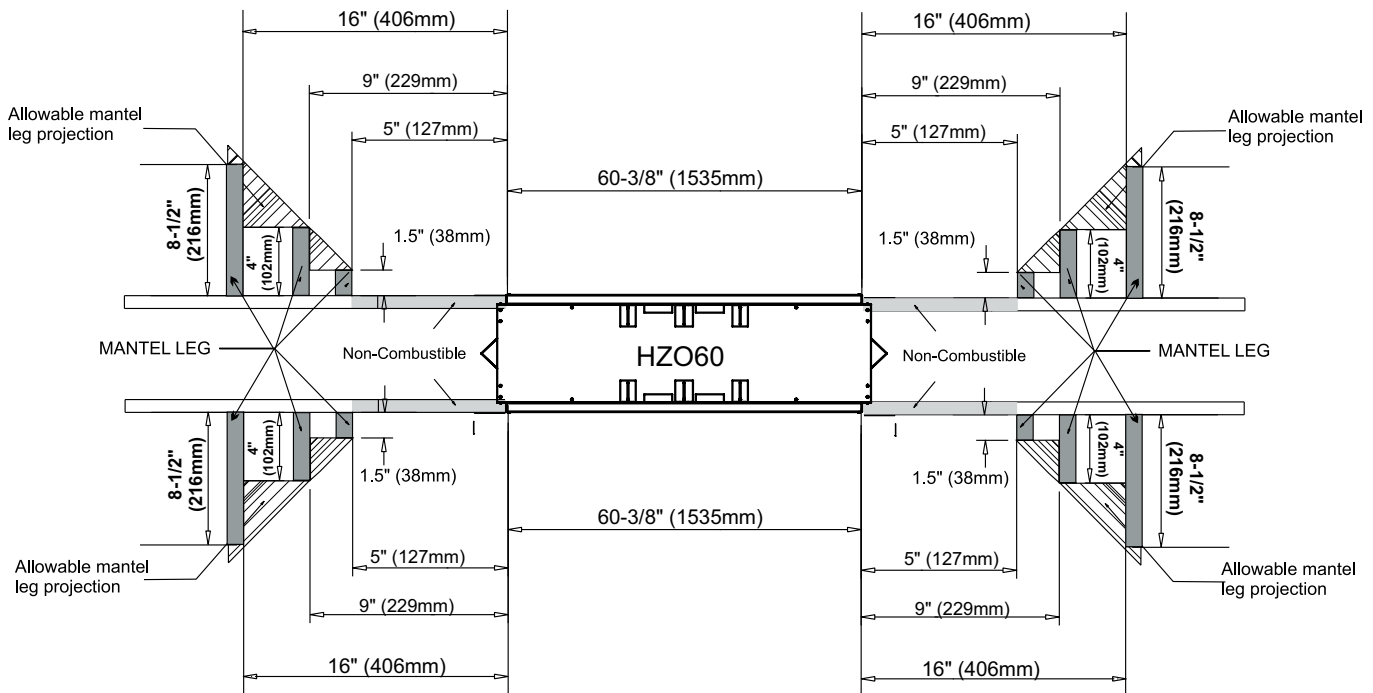 16" (406mm)
16" (406mm)
9" (229mm)
9" (229mm)
Allowable mantel
leg projection
Allowable mantel
leg projection
5" (127mm)
5" (127mm)
60-3/8" (1535mm)
8-1/2"
(216mm)
4"
(102mm)
1.5" (38mm)
1.5" (38mm)
4"
(102mm)
8-1/2"
(216mm)
MANTEL LEG
Non-Combustible
HZO60
Non-Combustible
MANTEL LEG
8-1/2"
(216mm)
4"
(102mm)
1.5" (38mm)
1.5" (38mm)
4"
(102mm)
8-1/2"
(216mm)
60-3/8" (1535mm)
Allowable mantel
leg projection
Allowable mantel
leg projection
5" (127mm)
5" (127mm)
9" (229mm)
9" (229mm)
16" (406mm)
16" (406mm)